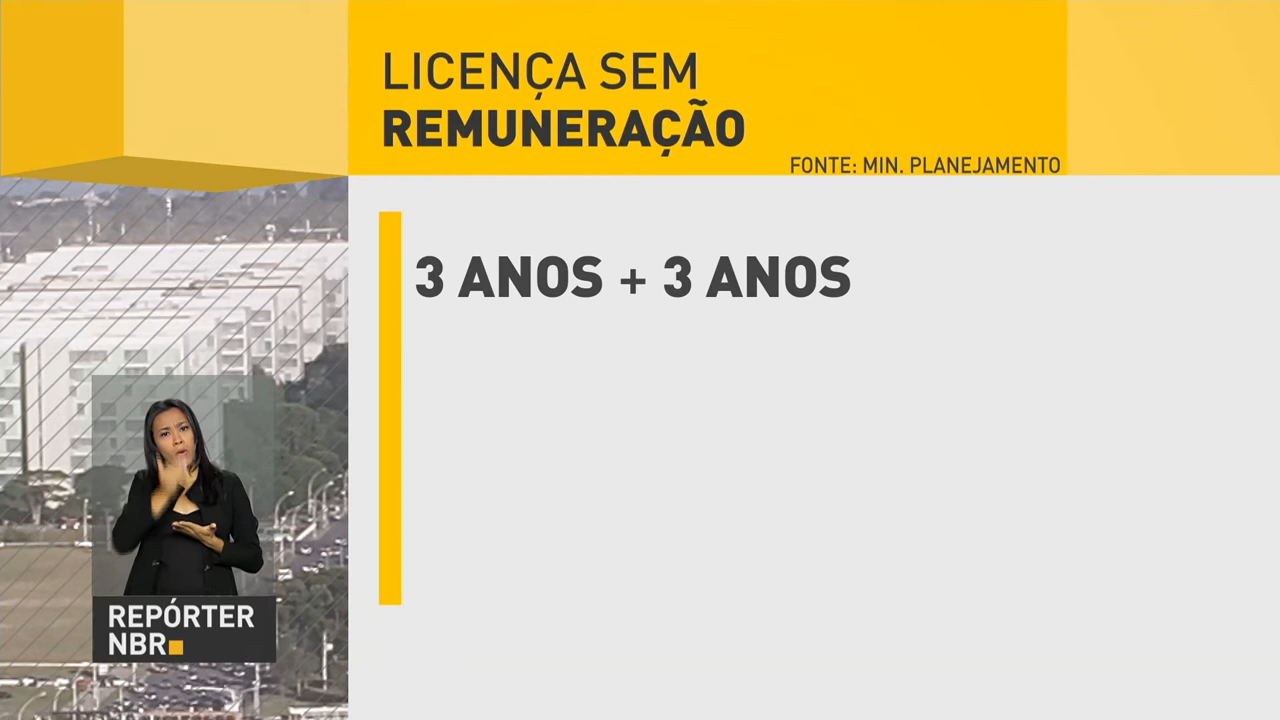 LICENÇA SEM
REMUNERAÇÃO
FONTE: MIN. PLANEJAMENTO
3 ANOS + 3 ANOS
REPÓRTER
NBR